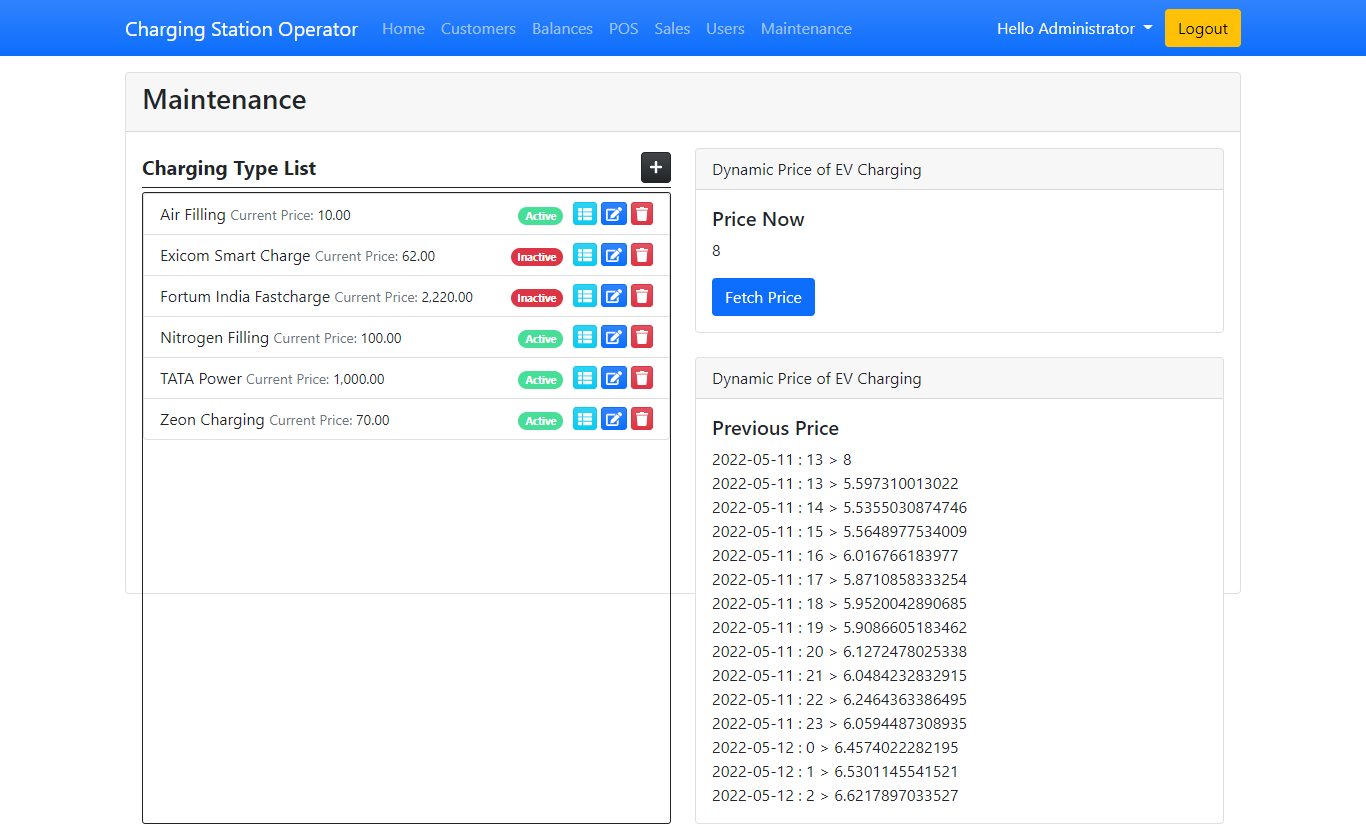 Charging Station Operator Home Customers Balances POS Sales Users Maintenance Hello Administrator Logout
Maintenance
Charging Type List
Air Filling Current Price: 10.00 Active
Exicom Smart Charge Current Price: 62.00 Inactive
Fortum India Fastcharge Current Price: 2,220.00 Inactive
Nitrogen Filling Current Price: 100.00 Active
TATA Power Current Price: 1,000.00 Active
Zeon Charging Current Price: 70.00 Active
Dynamic Price of EV Charging
Price Now
8
Fetch Price
Dynamic Price of EV Charging
Previous Price
2022-05-11 : 13 > 8
2022-05-11 : 13 > 5.597310013022
2022-05-11 : 14 > 5.5355030874746
2022-05-11 : 15 > 5.5648977534009
2022-05-11 : 16 > 6.016766183977
2022-05-11 : 17 > 5.8710858333254
2022-05-11 : 18 > 5.9520042890685
2022-05-11 : 19 > 5.9086605183462
2022-05-11 : 20 > 6.1272478025338
2022-05-11 : 21 > 6.0484232832915
2022-05-11 : 22 > 6.2464363386495
2022-05-11 : 23 > 6.0594487308935
2022-05-12 : 0 > 6.4574022282195
2022-05-12 : 1 > 6.5301145541521
2022-05-12 : 2 > 6.6217897033527